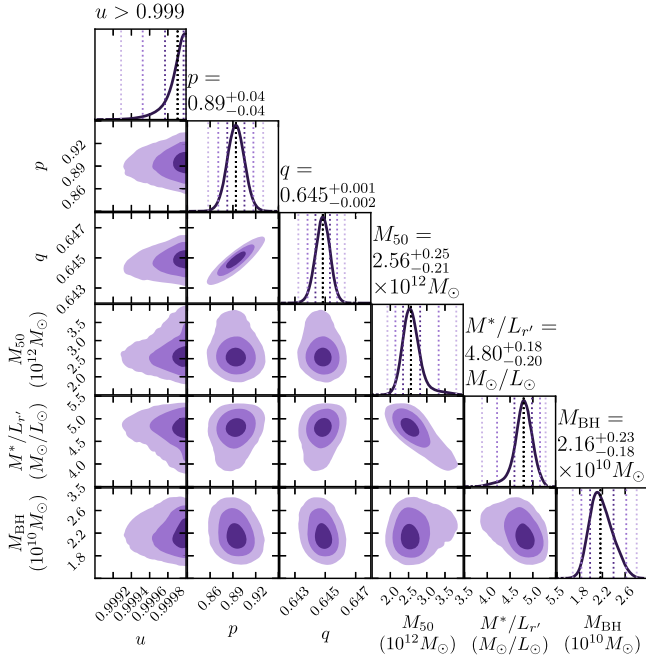 u > 0.999
p =
0.89^{+0.04}_{-0.04}
q =
0.645^{+0.001}_{-0.002}
M_{50} =
2.56^{+0.25}_{-0.21}
×10^{12}M_⊙
M*/L_{r′} =
4.80^{+0.18}_{-0.20}
M_⊙/L_⊙
M_{BH} =
2.16^{+0.23}_{-0.18}
×10^{10}M_⊙
p
0.92
0.89
0.86
q
0.647
0.645
0.643
M_{50}
(10^{12}M_⊙)
3.5
3.0
2.5
2.0
M*/L_{r′}
(M_⊙/L_⊙)
5.5
4.5
4.0
M_{BH}
(10^{10}M_⊙)
3.5
2.6
2.2
1.8
0.9992 0.9994 0.9996 0.9998
0.86 0.89 0.92
0.643 0.645 0.647
2.0 2.5 3.0 3.5
4.0 4.5 5.0 5.5
1.8 2.2 2.6
u
p
q
M_{50}
(10^{12}M_⊙)
M*/L_{r′}
(M_⊙/L_⊙)
M_{BH}
(10^{10}M_⊙)